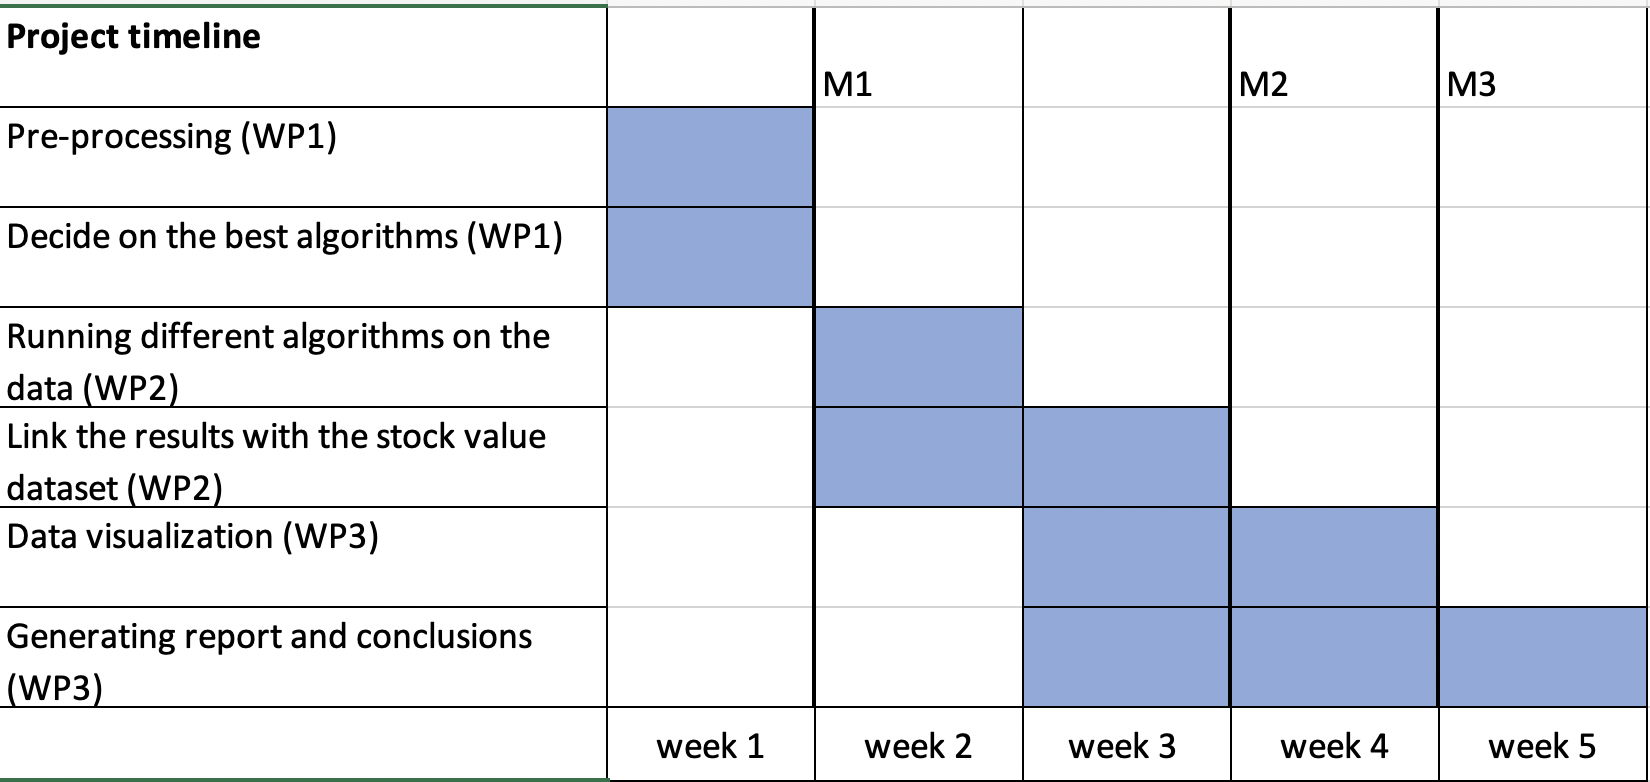 Project timeline
M1 M2 M3
Pre-processing (WP1)
Decide on the best algorithms (WP1)
Running different algorithms on the
data (WP2)
Link the results with the stock value
dataset (WP2)
Data visualization (WP3)
Generating report and conclusions
(WP3)
week 1 week 2 week 3 week 4 week 5